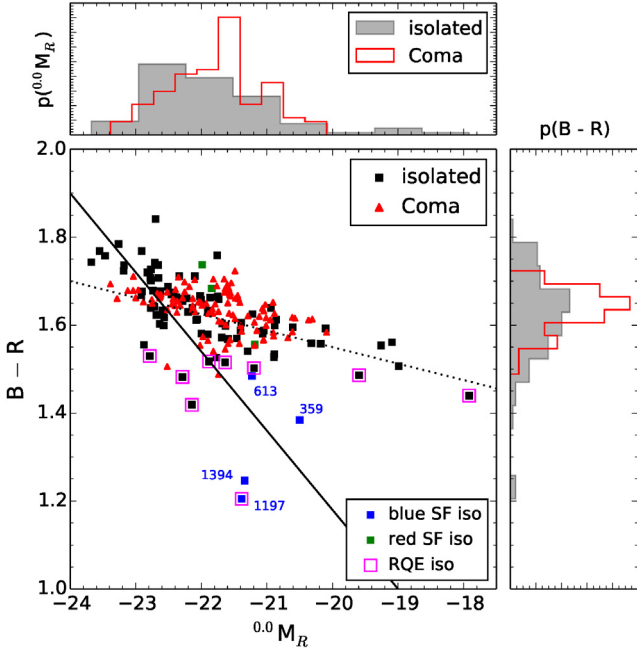 p(⁰·⁰M_R)
isolated
Coma
p(B - R)
2.0
1.8
1.6
1.4
1.2
1.0
B − R
isolated
Coma
613
359
1394
1197
blue SF iso
red SF iso
RQE iso
−24 −23 −22 −21 −20 −19 −18
⁰·⁰ M_R